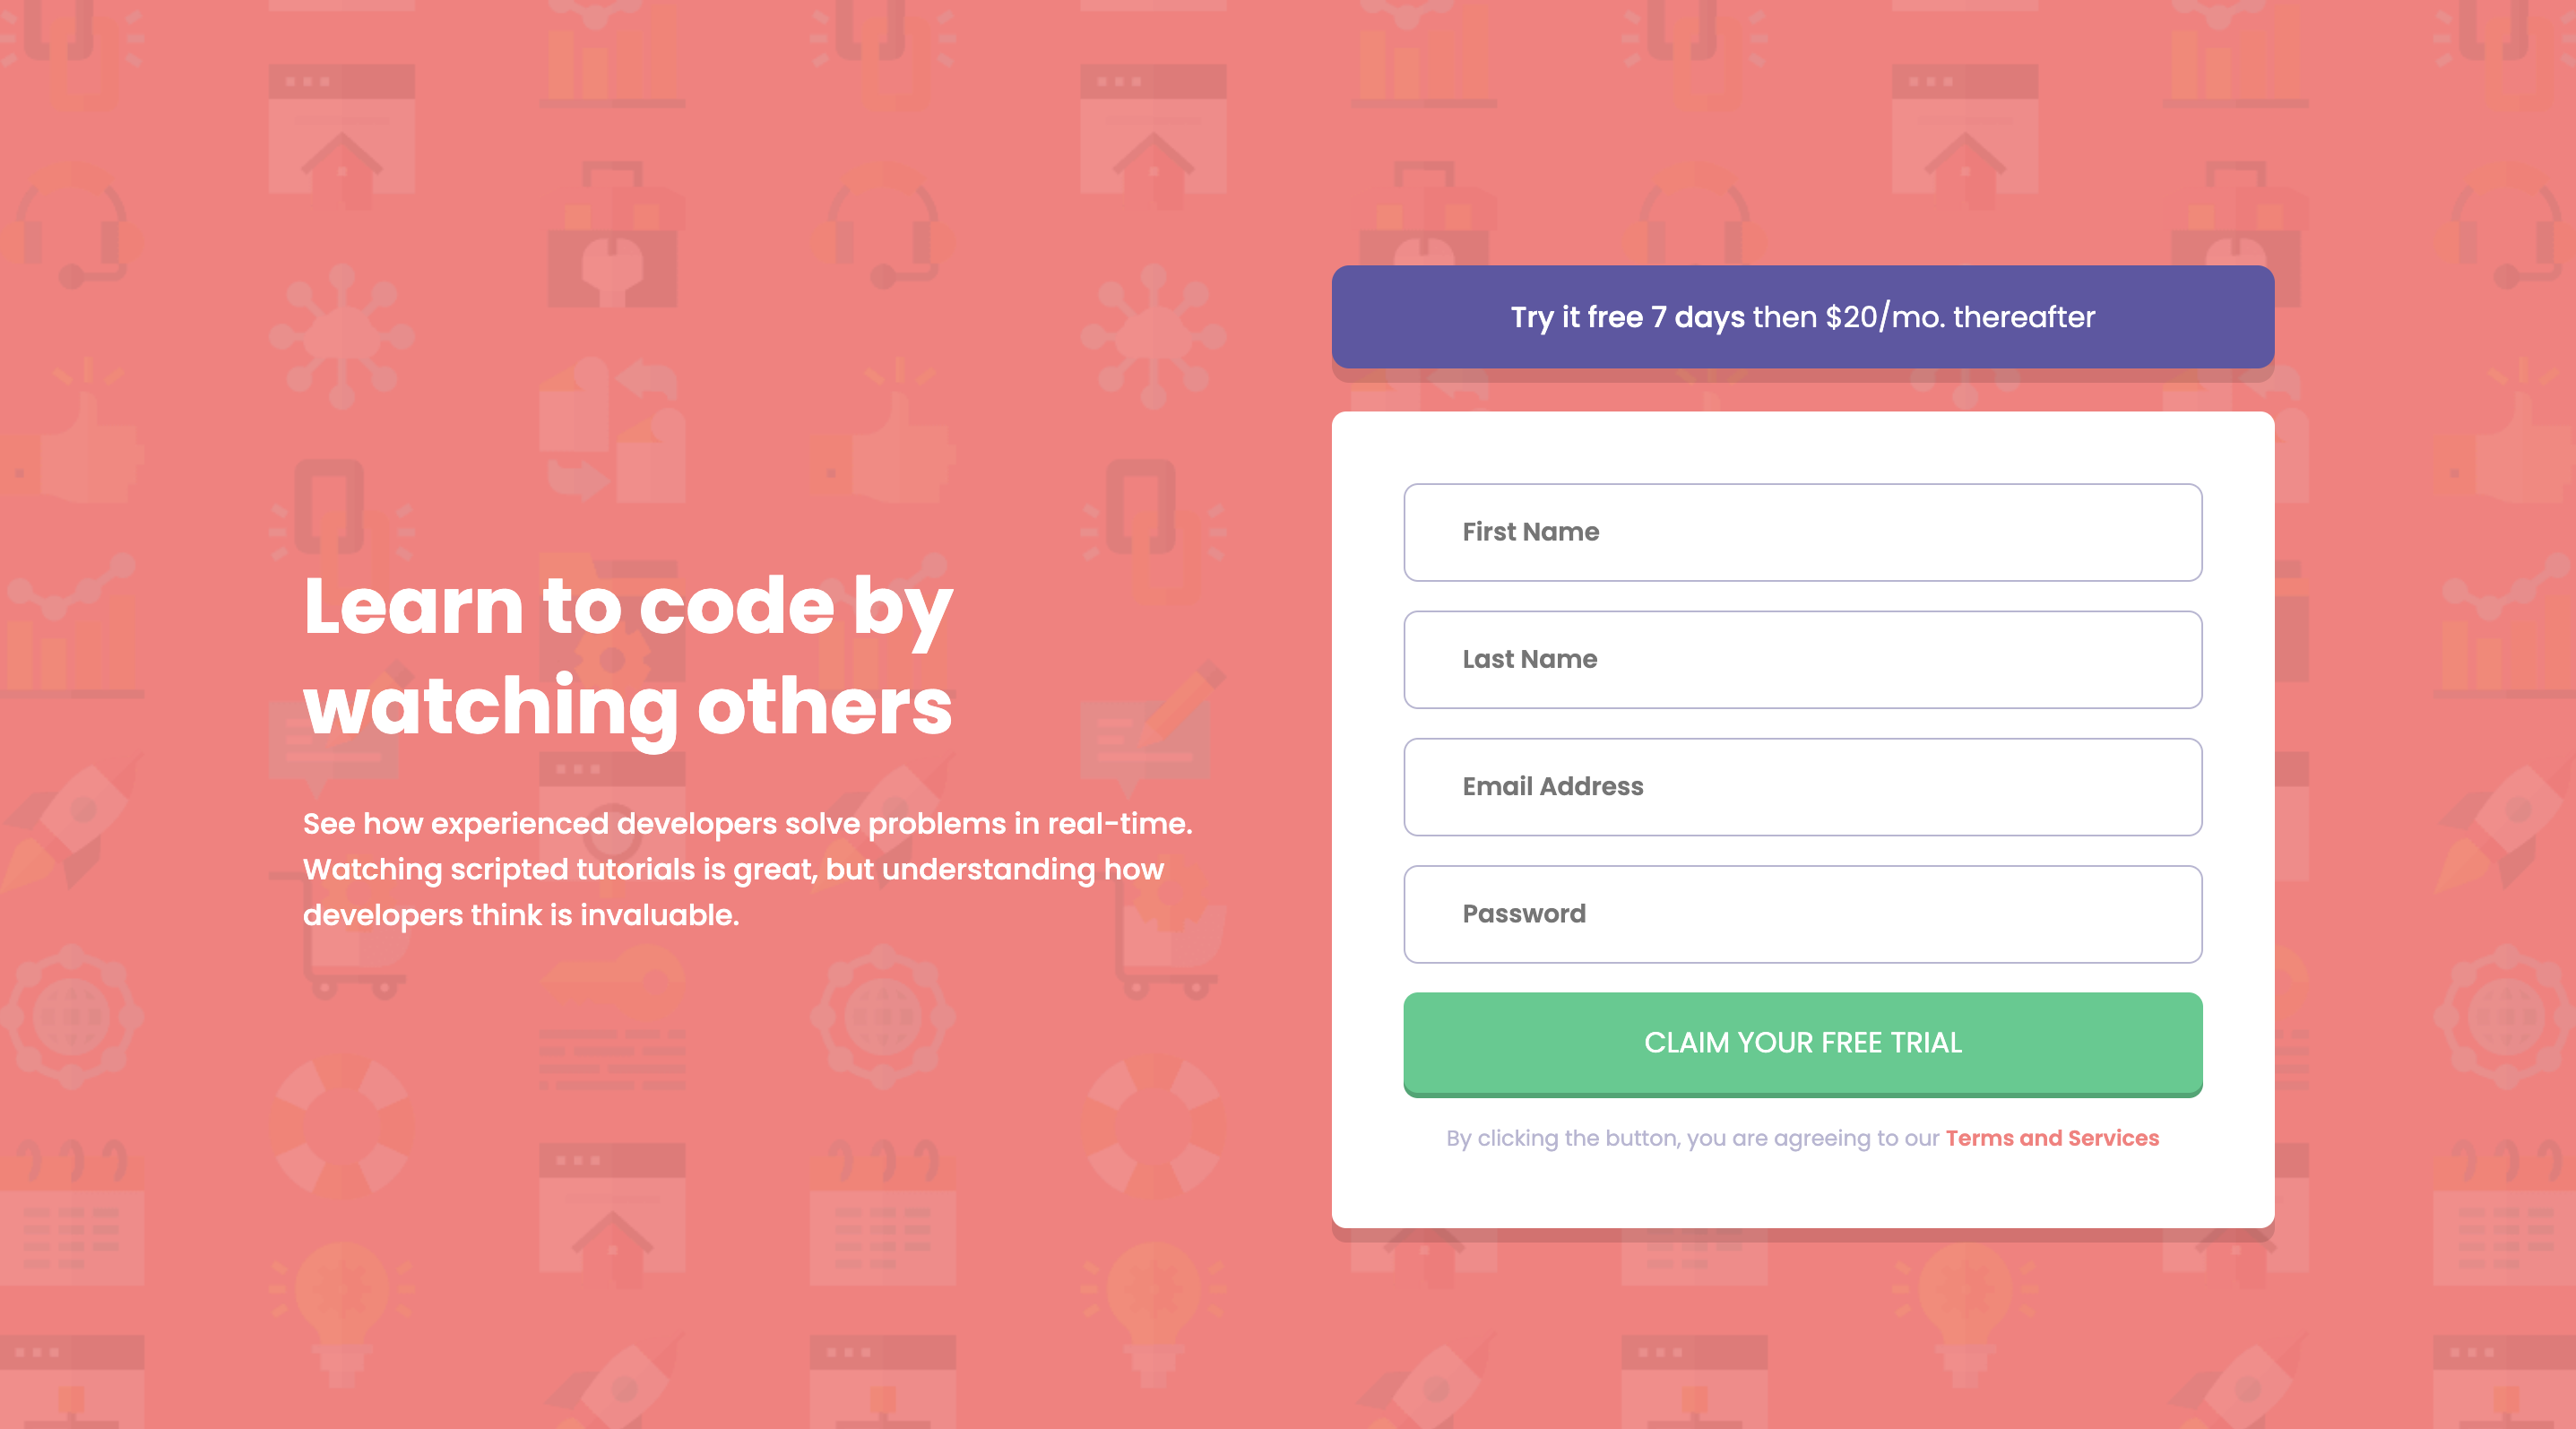 Learn to code by
watching others
See how experienced developers solve problems in real-time.
Watching scripted tutorials is great, but understanding how
developers think is invaluable.
Try it free 7 days then $20/mo. thereafter
First Name
Last Name
Email Address
Password
CLAIM YOUR FREE TRIAL
By clicking the button, you are agreeing to our Terms and Services